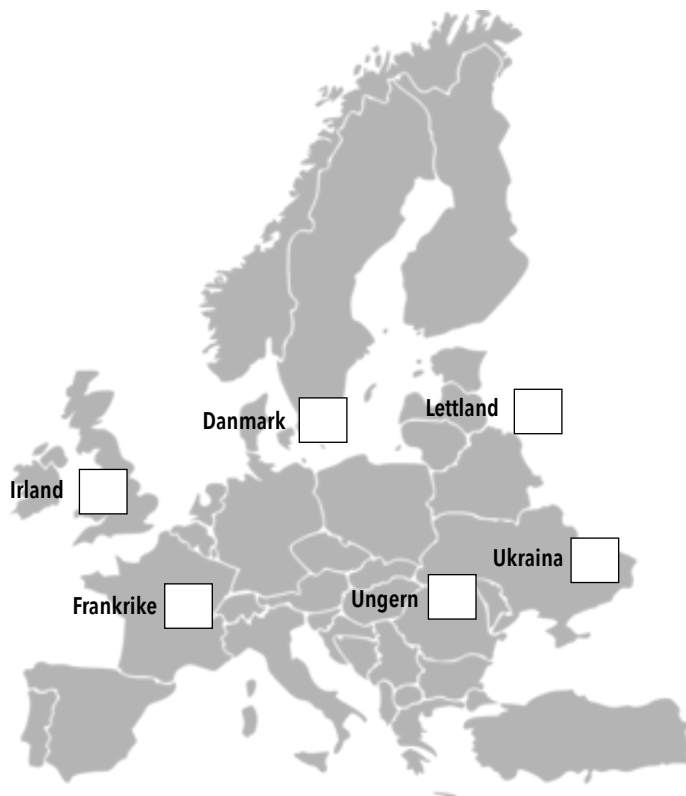 Danmark
Lettland
Irland
Ukraina
Frankrike
Ungern